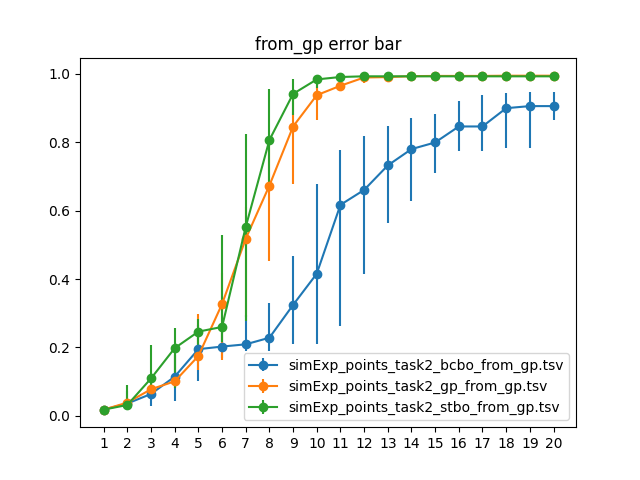 from_gp error bar
1.0
0.8
0.6
0.4
0.2
0.0
simExp_points_task2_bcbo_from_gp.tsv
simExp_points_task2_gp_from_gp.tsv
simExp_points_task2_stbo_from_gp.tsv
1 2 3 4 5 6 7 8 9 10 11 12 13 14 15 16 17 18 19 20